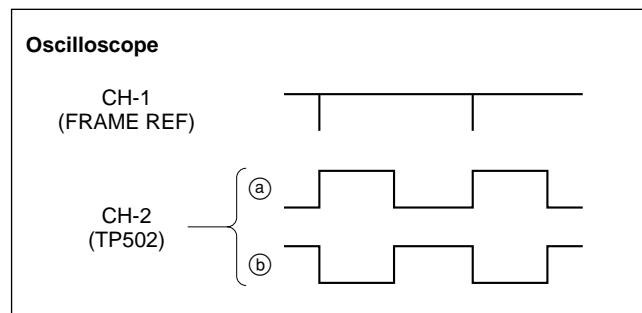 Oscilloscope
CH-1
(FRAME REF)
ⓐ
CH-2
(TP502)
ⓑ